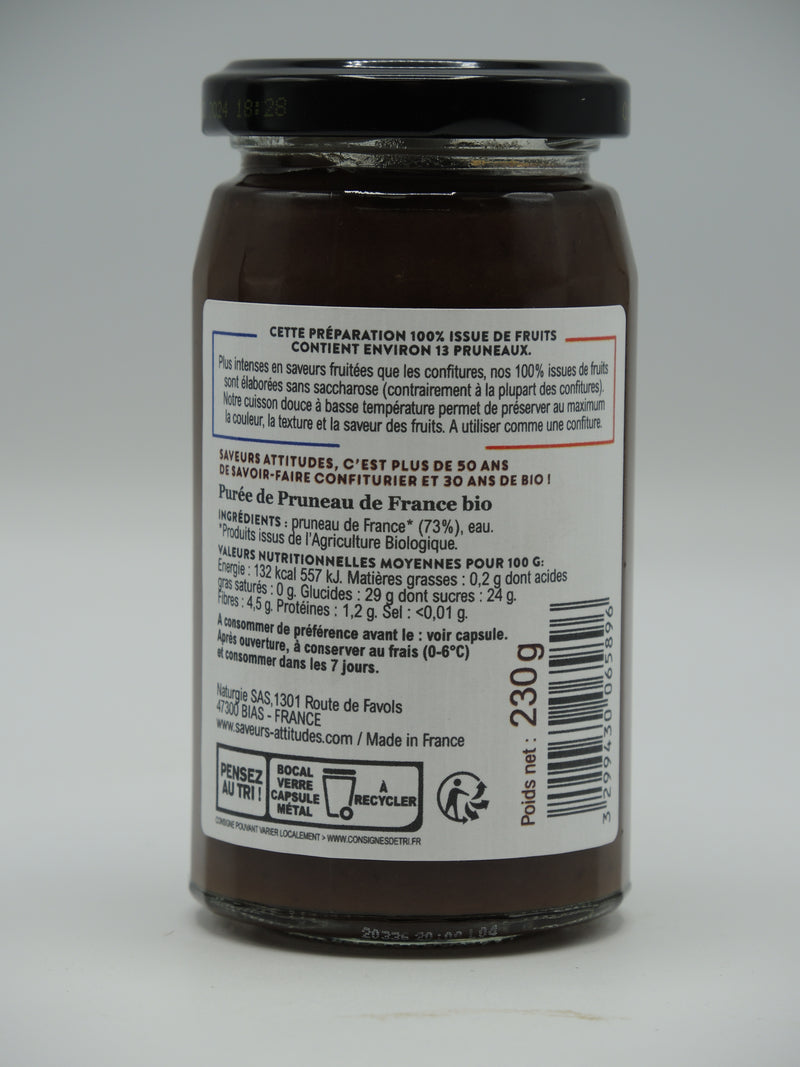 2024 18:28
CETTE PRÉPARATION 100% ISSUE DE FRUITS
CONTIENT ENVIRON 13 PRUNEAUX.
Plus intenses en saveurs fruitées que les confitures, nos 100% issues de fruits
sont élaborées sans saccharose (contrairement à la plupart des confitures).
Notre cuisson douce à basse température permet de préserver au maximum
la couleur, la texture et la saveur des fruits. A utiliser comme une confiture.
SAVEURS ATTITUDES, C'EST PLUS DE 50 ANS
DE SAVOIR-FAIRE CONFITURIER ET 30 ANS DE BIO !
Purée de Pruneau de France bio
INGRÉDIENTS : pruneau de France* (73%), eau.
*Produits issus de l'Agriculture Biologique.
VALEURS NUTRITIONNELLES MOYENNES POUR 100 G:
Energie : 132 kcal 557 kJ. Matières grasses : 0,2 g dont acides
gras saturés : 0 g. Glucides : 29 g dont sucres : 24 g.
Fibres : 4,5 g. Protéines : 1,2 g. Sel : <0,01 g.
A consommer de préférence avant le : voir capsule.
Après ouverture, à conserver au frais (0-6°C)
et consommer dans les 7 jours.
Naturgie SAS,1301 Route de Favols
47300 BIAS - FRANCE
www.saveurs-attitudes.com / Made in France
PENSEZ
AU TRI !
BOCAL
VERRE
CAPSULE
MÉTAL
À
RECYCLER
CONSIGNE POUVANT VARIER LOCALEMENT > WWW.CONSIGNESDETRI.FR
Poids net : 230 g
3 299430 065896